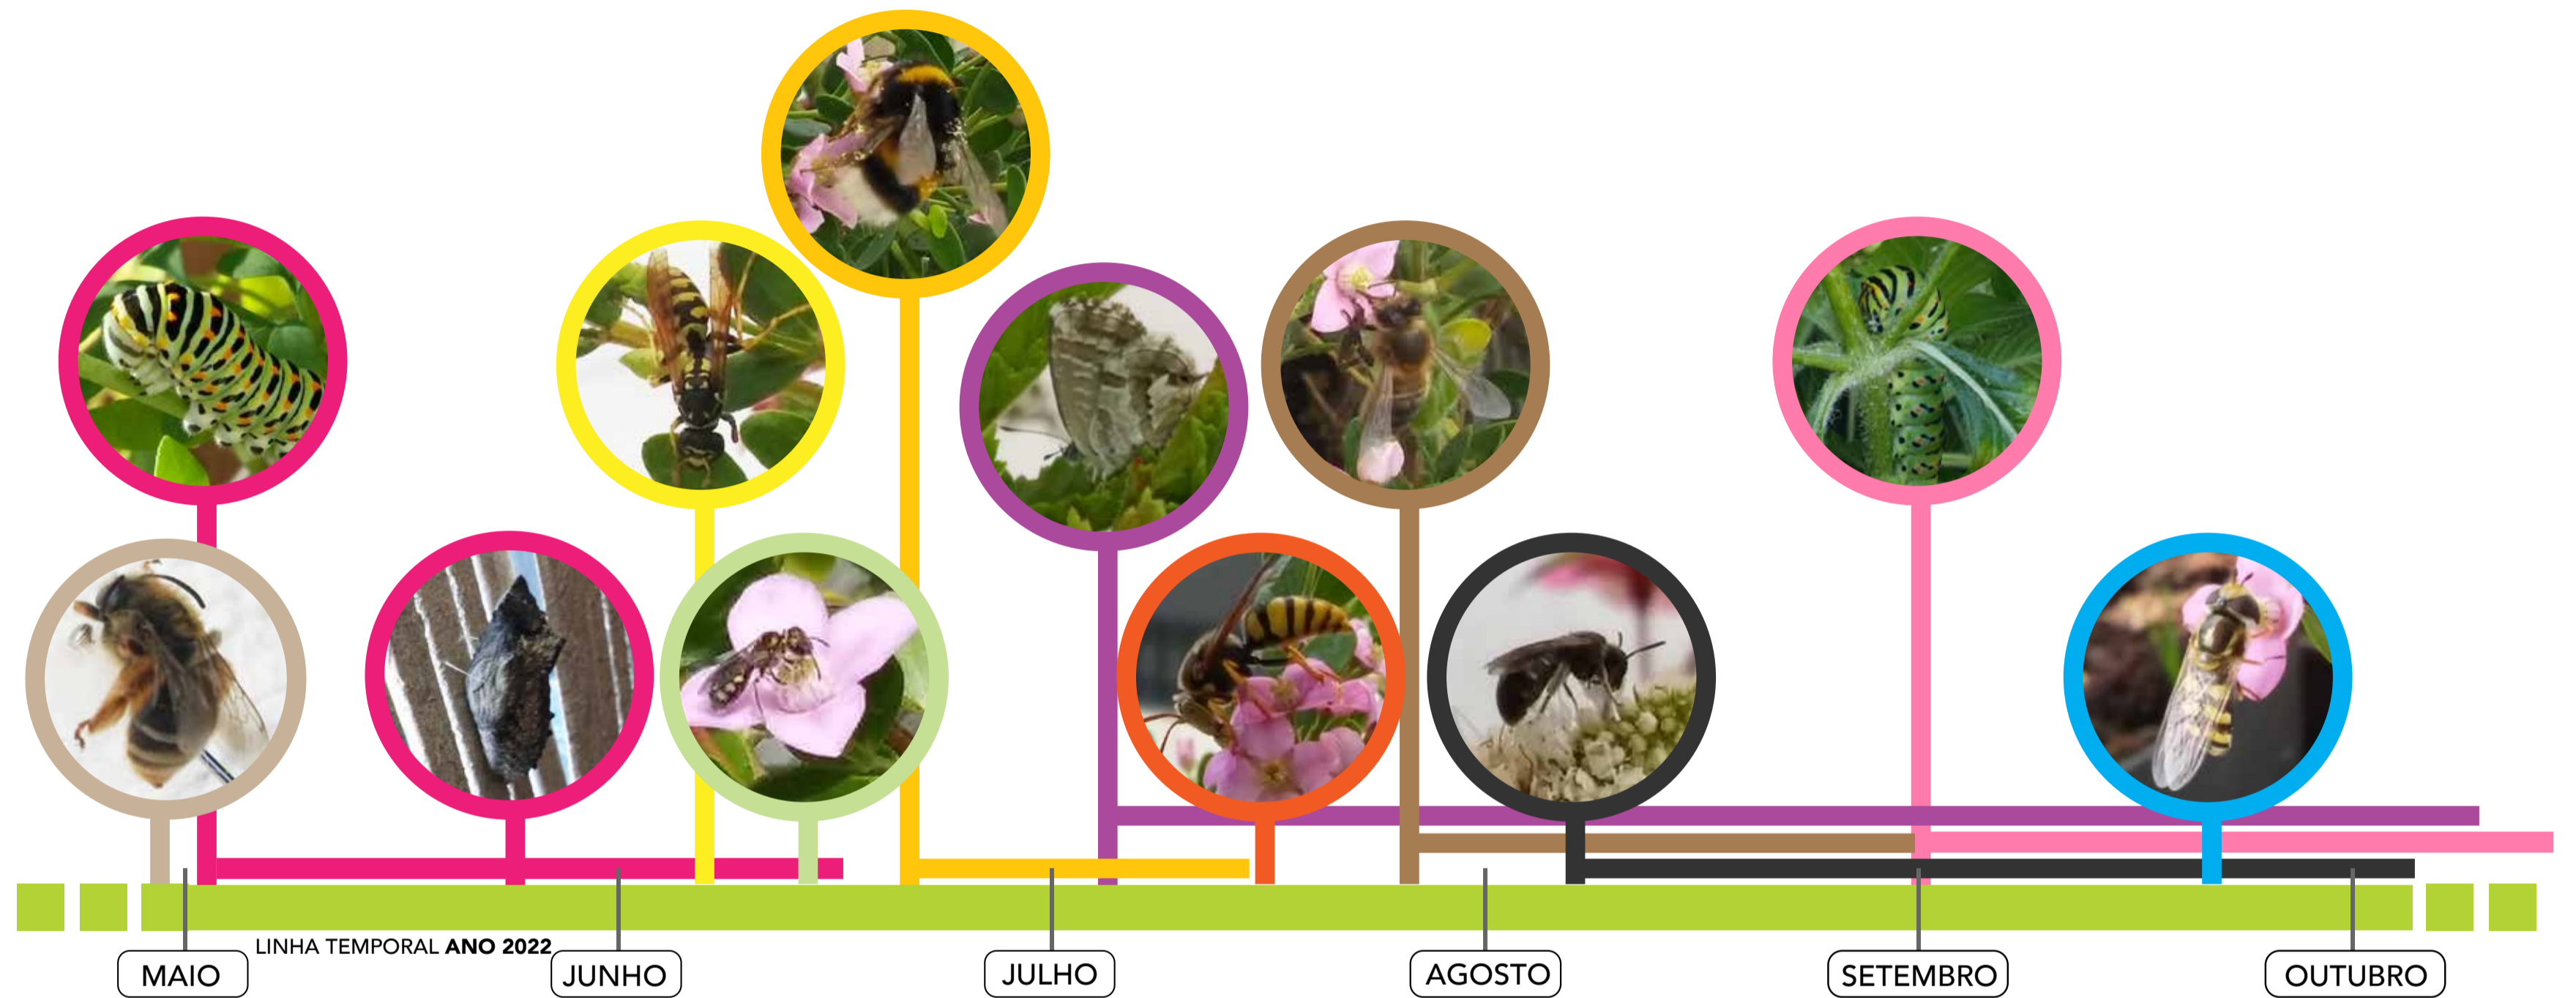 LINHA TEMPORAL ANO 2022
MAIO
JUNHO
JULHO
AGOSTO
SETEMBRO
OUTUBRO